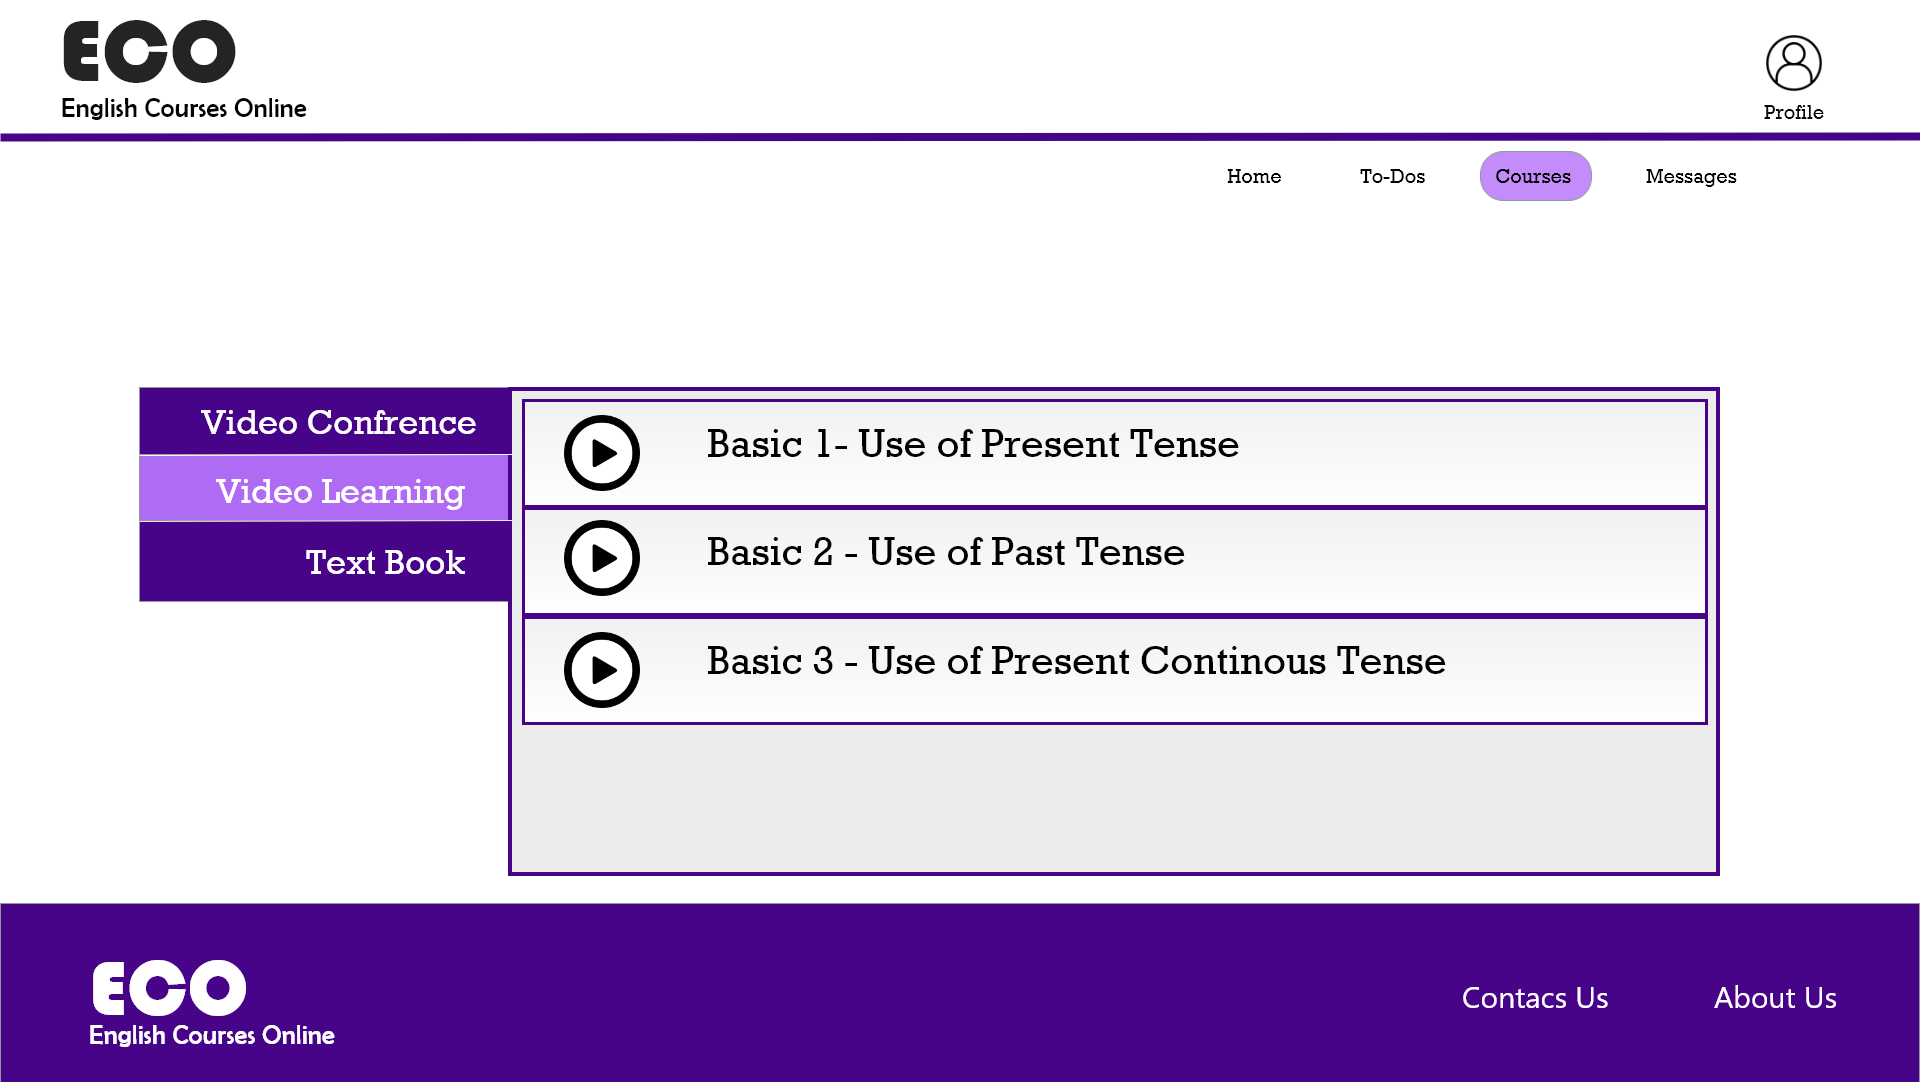 ECO
English Courses Online
Profile
Home To-Dos Courses Messages
Video Confrence
Video Learning
Text Book
Basic 1- Use of Present Tense
Basic 2 - Use of Past Tense
Basic 3 - Use of Present Continous Tense
ECO
English Courses Online
Contacs Us About Us